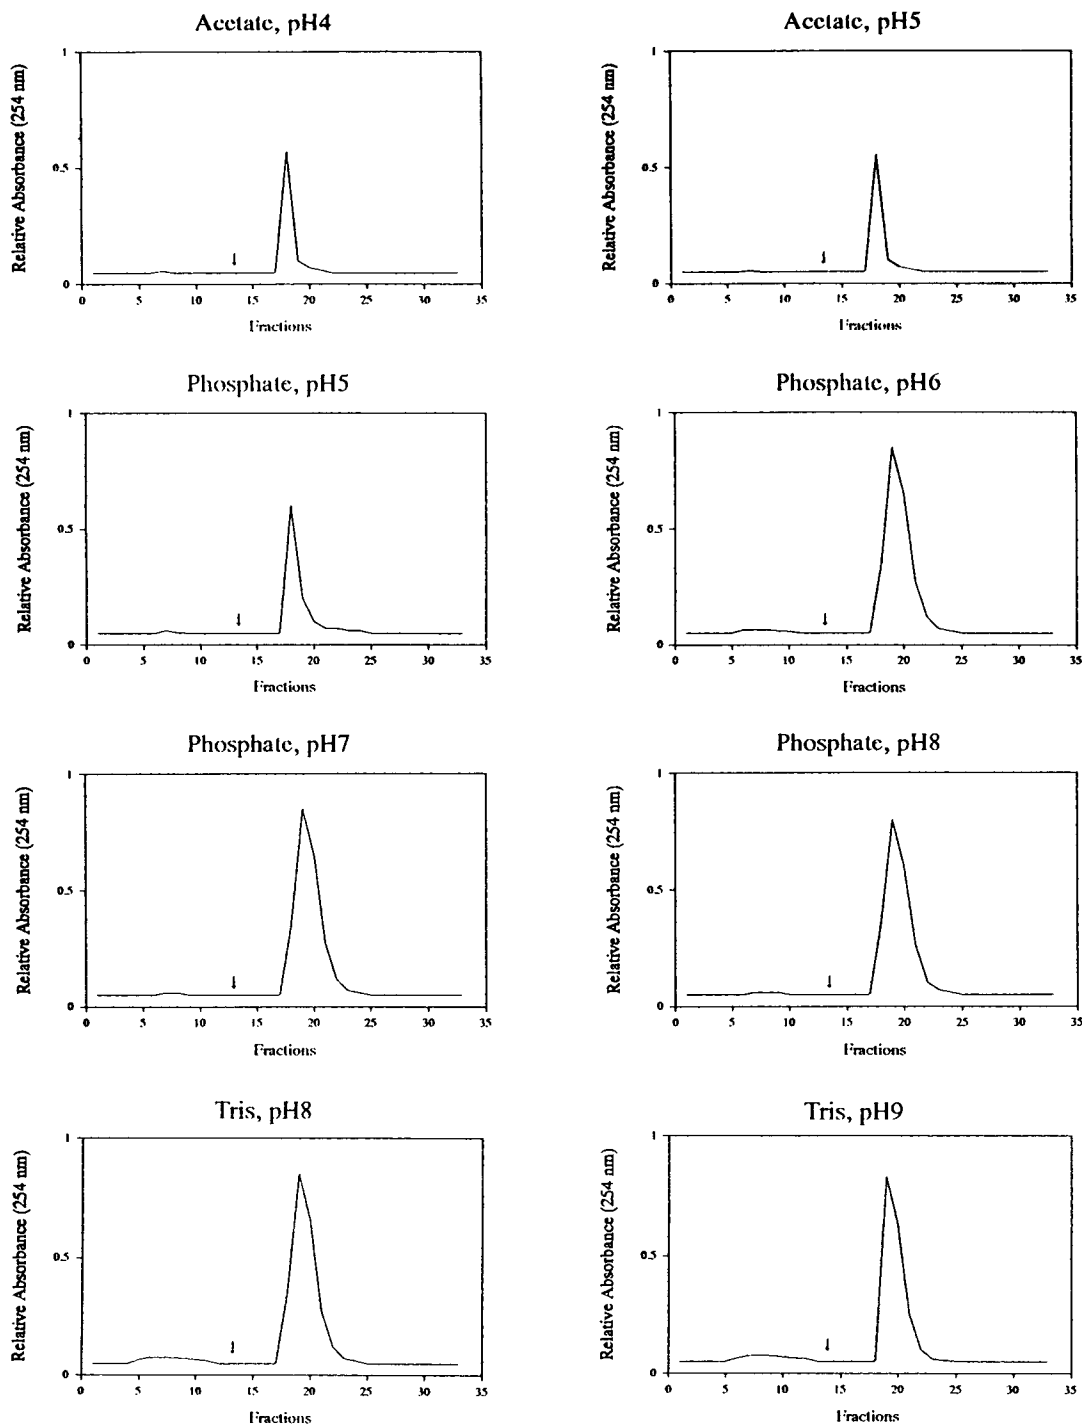 Acetate, pH4
Relative Absorbance (254 nm)
1
0.5
0
0 5 10 15 20 25 30 35
Fractions
Acetate, pH5
Relative Absorbance (254 nm)
1
0.5
0
0 5 10 15 20 25 30 35
Fractions
Phosphate, pH5
Relative Absorbance (254 nm)
1
0.5
0
0 5 10 15 20 25 30 35
Fractions
Phosphate, pH6
Relative Absorbance (254 nm)
1
0.5
0
0 5 10 15 20 25 30 35
Fractions
Phosphate, pH7
Relative Absorbance (254 nm)
1
0.5
0
0 5 10 15 20 25 30 35
Fractions
Phosphate, pH8
Relative Absorbance (254 nm)
1
0.5
0
0 5 10 15 20 25 30 35
Fractions
Tris, pH8
Relative Absorbance (254 nm)
1
0.5
0
0 5 10 15 20 25 30 35
Fractions
Tris, pH9
Relative Absorbance (254 nm)
1
0.5
0
0 5 10 15 20 25 30 35
Fractions